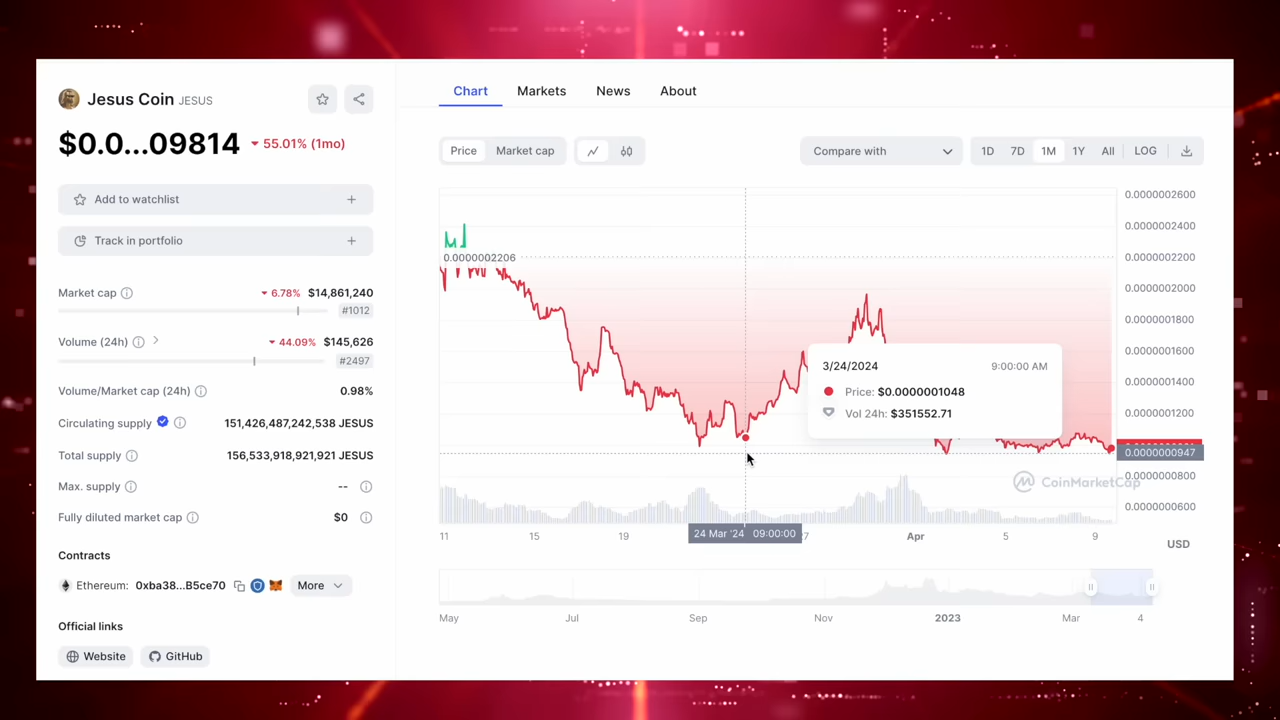 Jesus Coin JESUS
$0.0...09814 55.01% (1mo)
Add to watchlist +
Track in portfolio +
Market cap 6.78% $14,861,240
#1012
Volume (24h) 44.09% $145,626
#2497
Volume/Market cap (24h) 0.98%
Circulating supply 151,426,487,242,538 JESUS
Total supply 156,533,918,921,921 JESUS
Max. supply --
Fully diluted market cap $0
Contracts
Ethereum: 0xba38...B5ce70 More
Official links
Website GitHub
Chart Markets News About
Price Market cap
Compare with
1D 7D 1M 1Y All LOG
0.0000002600
0.0000002400
0.0000002206
0.0000002200
0.0000002000
0.0000001800
0.0000001600
0.0000001400
0.0000001200
0.0000000947
0.0000000800
0.0000000600
3/24/2024 9:00:00 AM
Price: $0.0000001048
Vol 24h: $351552.71
CoinMarketCap
11 15 19 24 Mar '24 09:00:00 Apr 5 9
USD
May Jul Sep Nov 2023 Mar 4